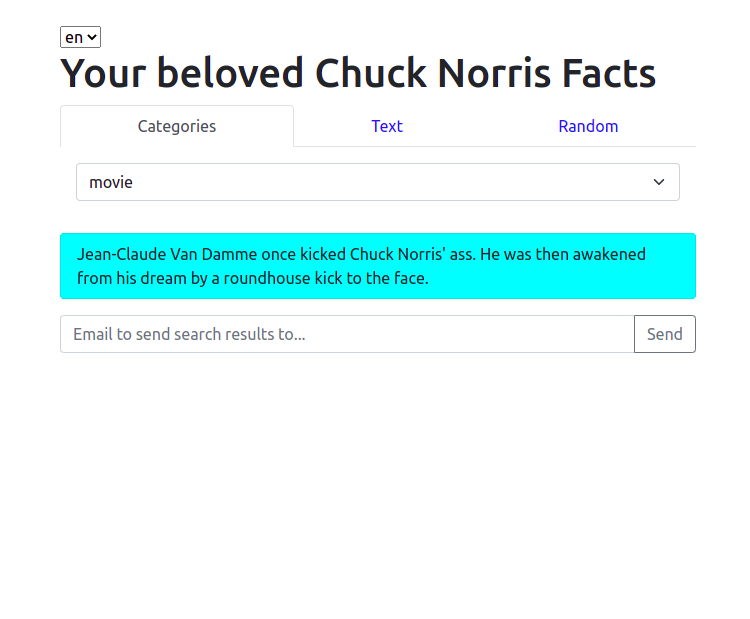 en
Your beloved Chuck Norris Facts
Categories
Text
Random
movie
Jean-Claude Van Damme once kicked Chuck Norris' ass. He was then awakened
from his dream by a roundhouse kick to the face.
Email to send search results to...
Send